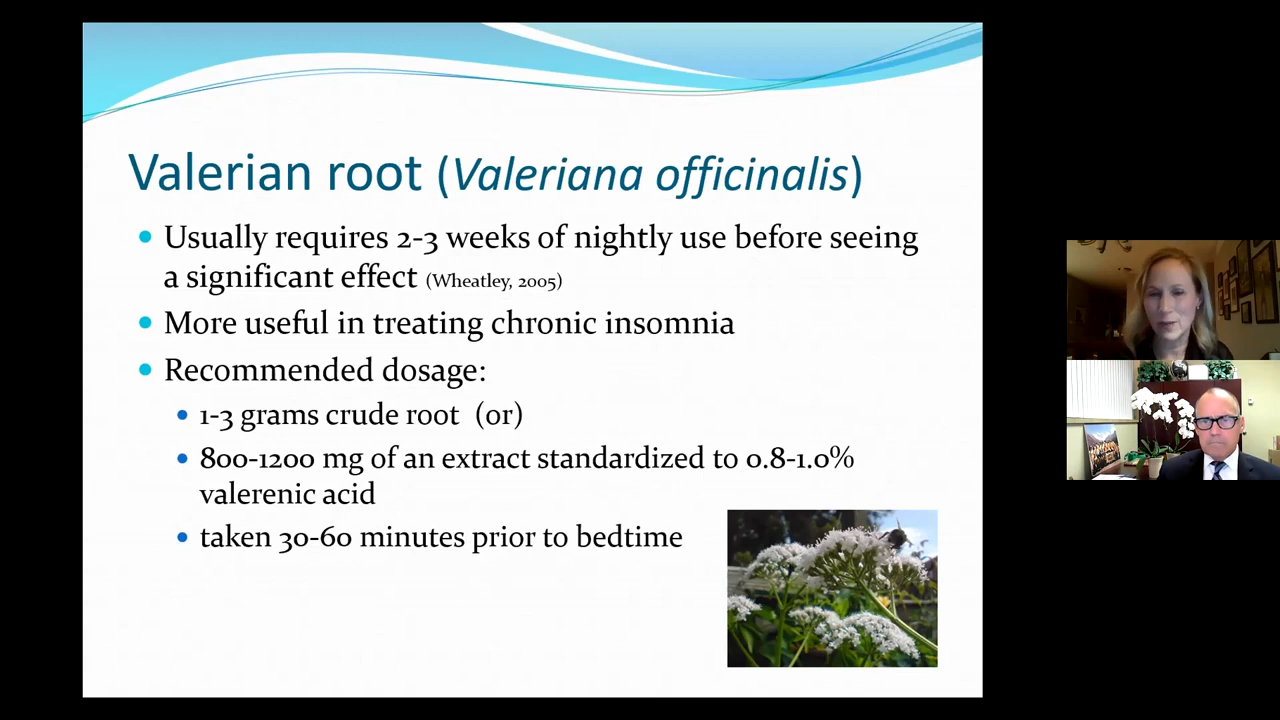 Valerian root (Valeriana officinalis)
Usually requires 2-3 weeks of nightly use before seeing
a significant effect (Wheatley, 2005)
More useful in treating chronic insomnia
Recommended dosage:
1-3 grams crude root (or)
800-1200 mg of an extract standardized to 0.8-1.0%
valerenic acid
taken 30-60 minutes prior to bedtime